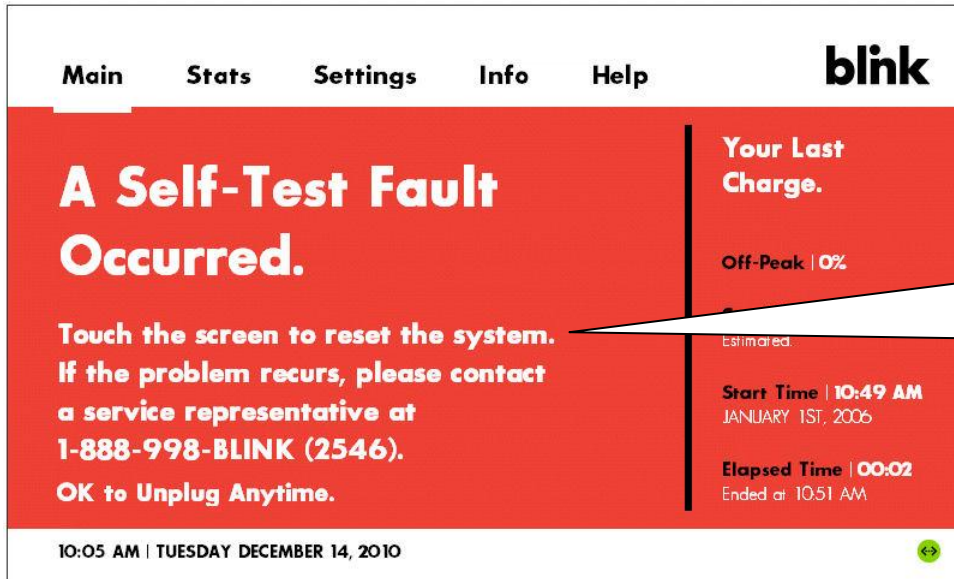 Main Stats Settings Info Help blink
A Self-Test Fault
Occurred.
Touch the screen to reset the system.
If the problem recurs, please contact
a service representative at
1-888-998-BLINK (2546).
OK to Unplug Anytime.
Your Last
Charge.
Off-Peak | 0%
Estimated.
Start Time | 10:49 AM
JANUARY 1ST, 2006
Elapsed Time | 00:02
Ended at 10:51 AM
10:05 AM | TUESDAY DECEMBER 14, 2010